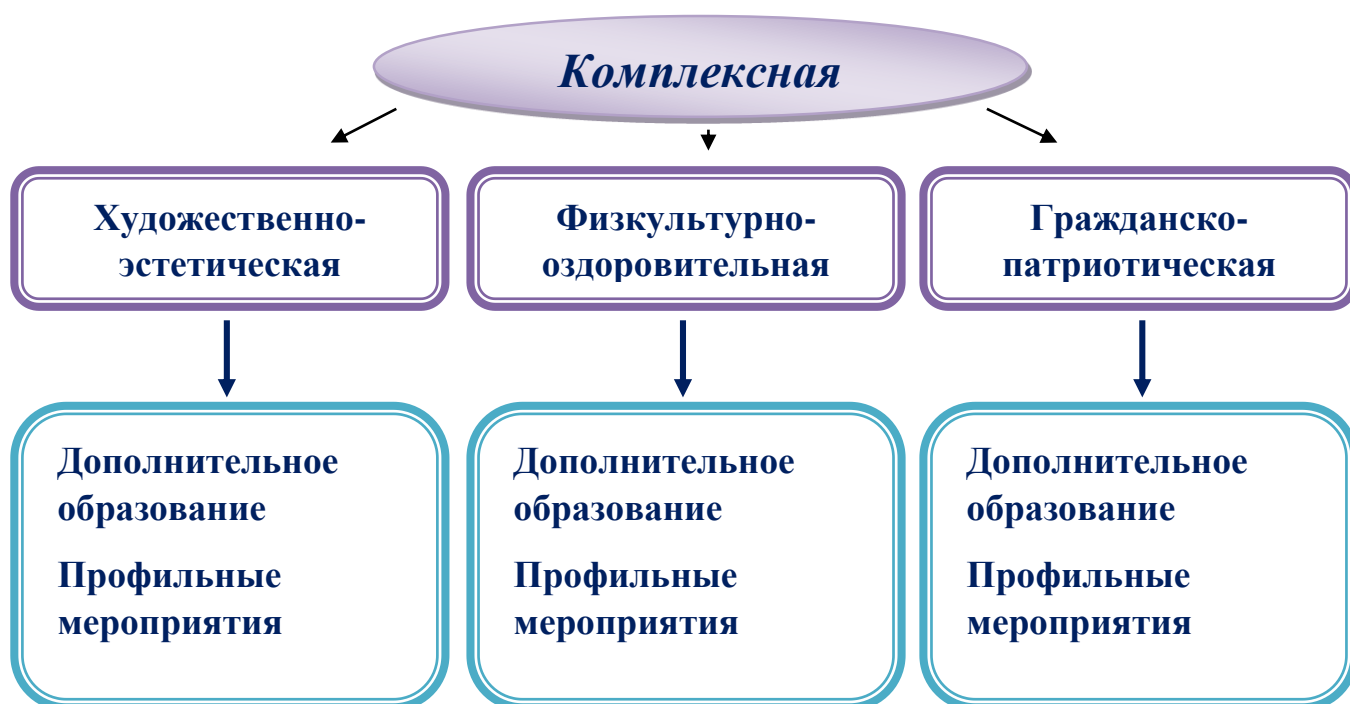 Комплексная
Художественно-
эстетическая
Физкультурно-
оздоровительная
Гражданско-
патриотическая
Дополнительное
образование
Профильные
мероприятия
Дополнительное
образование
Профильные
мероприятия
Дополнительное
образование
Профильные
мероприятия